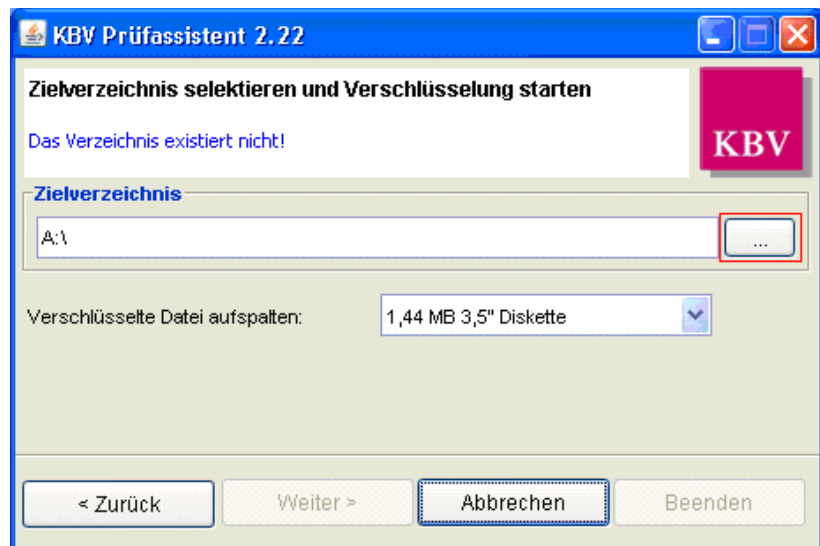 KBV Prüfassistent 2.22
Zielverzeichnis selektieren und Verschlüsselung starten
Das Verzeichnis existiert nicht!
KBV
Zielverzeichnis
A:\
...
Verschlüsselte Datei aufspalten:
1,44 MB 3,5" Diskette
< Zurück
Weiter >
Abbrechen
Beenden